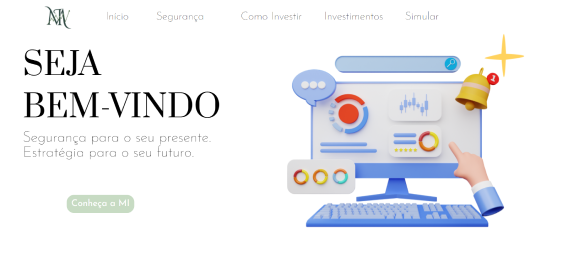 Início Segurança Como Investir Investimentos Simular
SEJA
BEM-VINDO
Segurança para o seu presente.
Estratégia para o seu futuro.
Conheça a MI